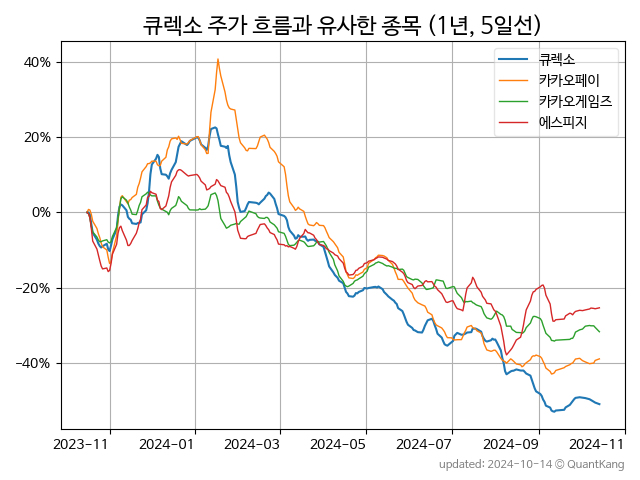 큐렉소 주가 흐름과 유사한 종목 (1년, 5일선)
큐렉소
카카오페이
카카오게임즈
에스피지
40%
20%
0%
−20%
−40%
2023-11
2024-01
2024-03
2024-05
2024-07
2024-09
2024-11
updated: 2024-10-14 © QuantKang